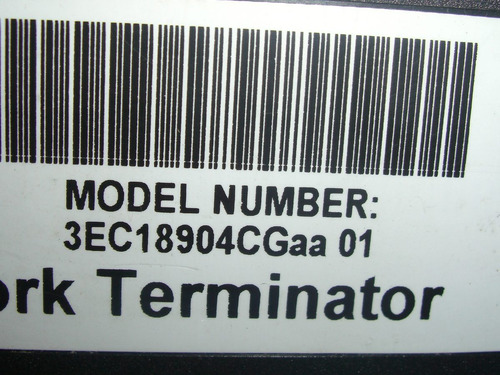 MODEL NUMBER:
3EC18904CGaa 01
ork Terminator